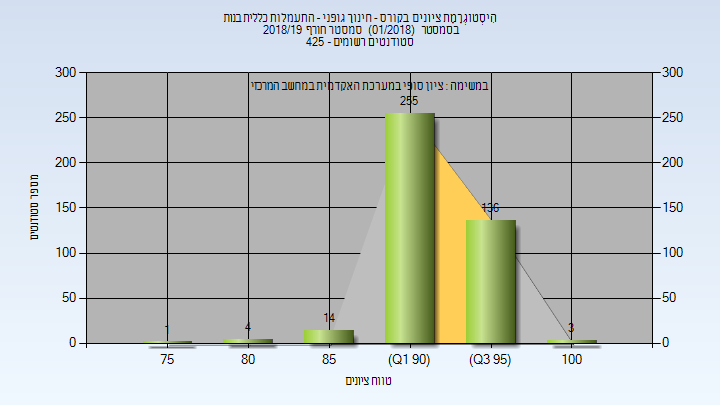 היסטוגרמת ציונים בקורס - חינוך גופני - התעמלות כללית בנות
בסמסטר (01/2018) סמסטר חורף 2018/19
סטודנטים רשומים - 425
במשימה : ציון סופי במערכת האקדמית במחשב המרכזי
300 300
255
250 250
200 200
מספר סטודנטים
150 150
136
100 100
50 50
14
4
1
3
0 0
75 80 85 (Q1 90) (Q3 95) 100
טווח ציונים